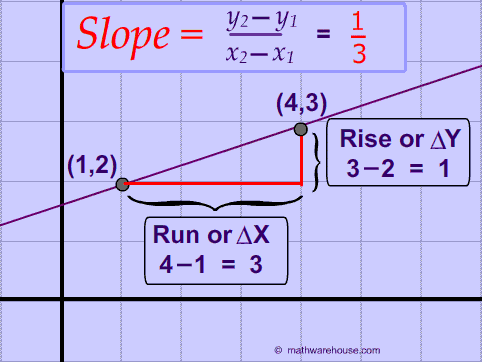 Slope = y₂−y₁ / x₂−x₁ = 1/3
(4,3)
(1,2)
Rise or ΔY
3−2 = 1
Run or ΔX
4−1 = 3
© mathwarehouse.com